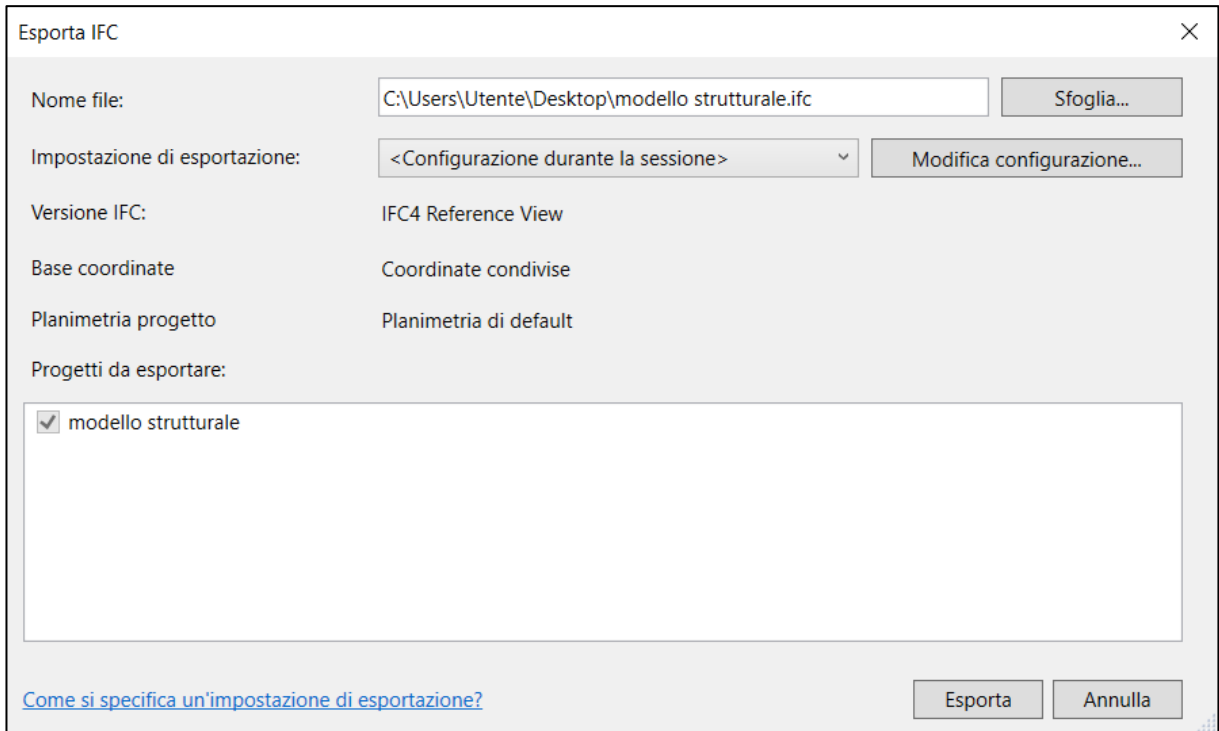 Esporta IFC
Nome file:
C:\Users\Utente\Desktop\modello strutturale.ifc
Sfoglia...
Impostazione di esportazione:
<Configurazione durante la sessione>
Modifica configurazione...
Versione IFC:
IFC4 Reference View
Base coordinate
Coordinate condivise
Planimetria progetto
Planimetria di default
Progetti da esportare:
modello strutturale
Come si specifica un'impostazione di esportazione?
Esporta
Annulla